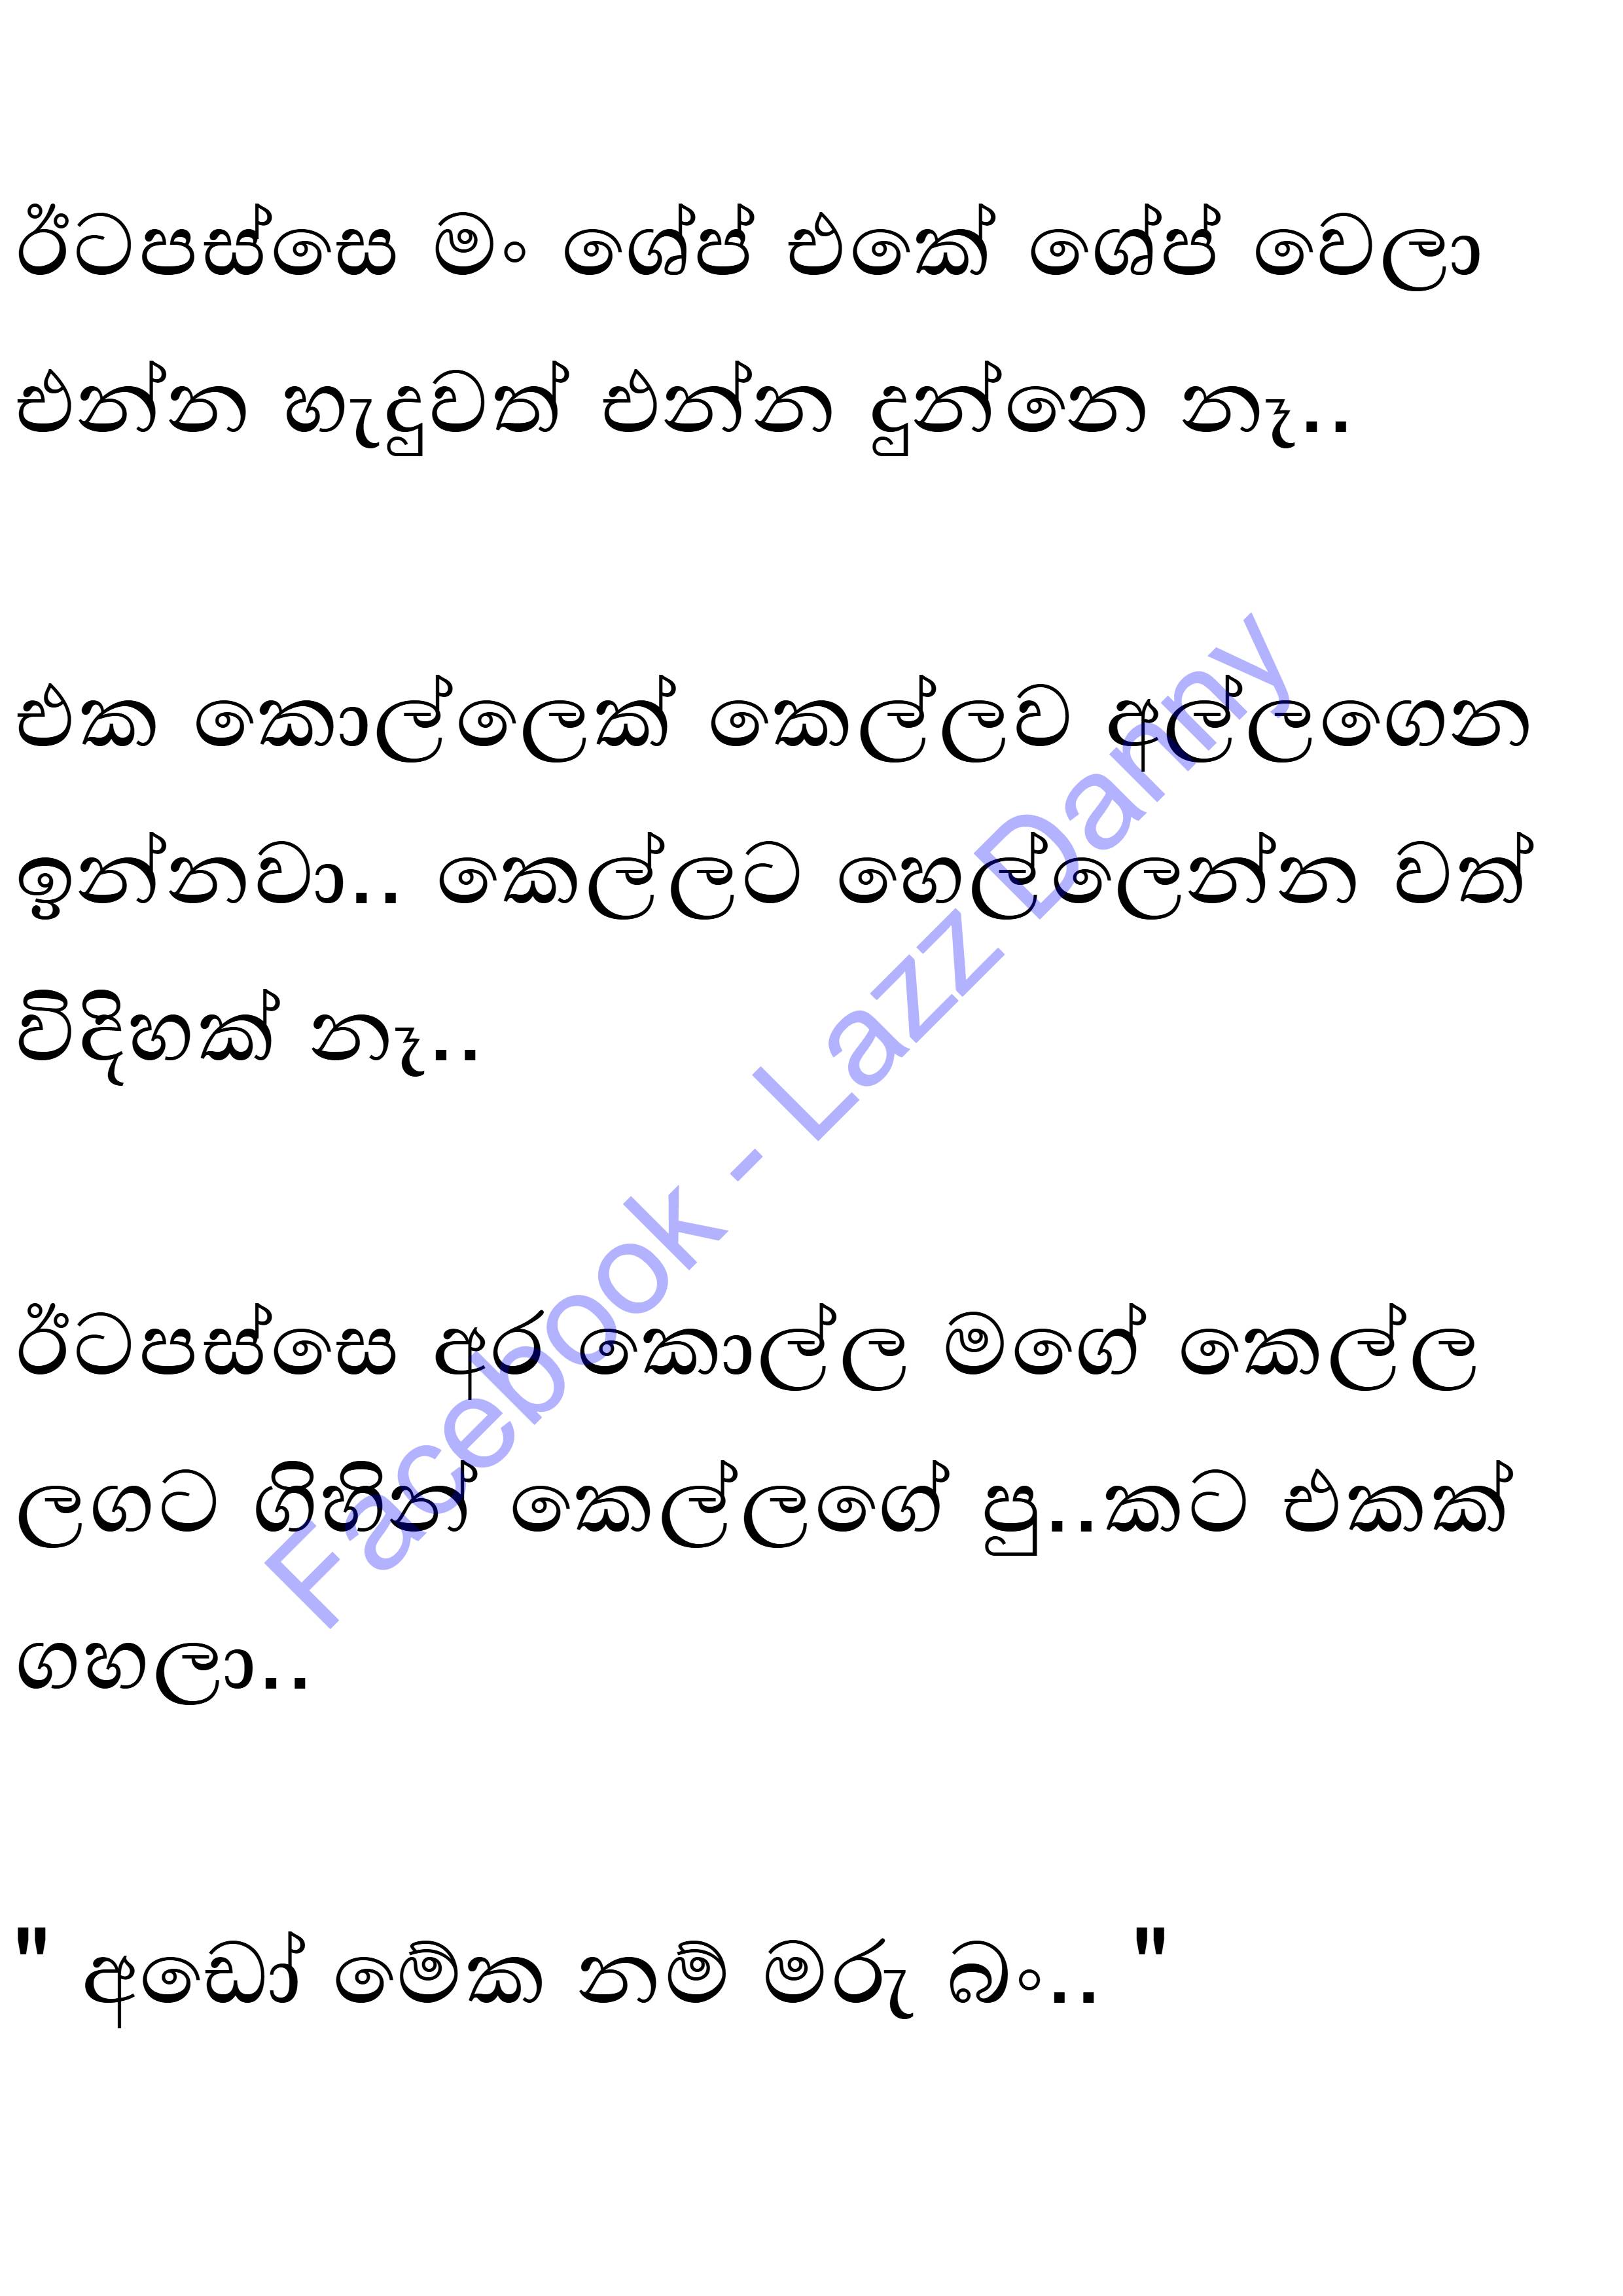 ඊටපස්සෙ මං ශේප් එකේ ශේප් වෙලා
එන්න හැදුවත් එන්න දුන්නෙ නෑ..
එක කොල්ලෙක් කෙල්ලව අල්ලගෙන
ඉන්නවා.. කෙල්ලට හෙල්ලෙන්න වත්
විදිහක් නෑ..
ඊටපස්සෙ අර කොල්ල මගේ කෙල්ල
ලගට ගිහින් කෙල්ලගේ පු..කට එකක්
ගහලා..
" අඩෝ මේක නම් මරු බං.. "
Facebook - Lazz Danny